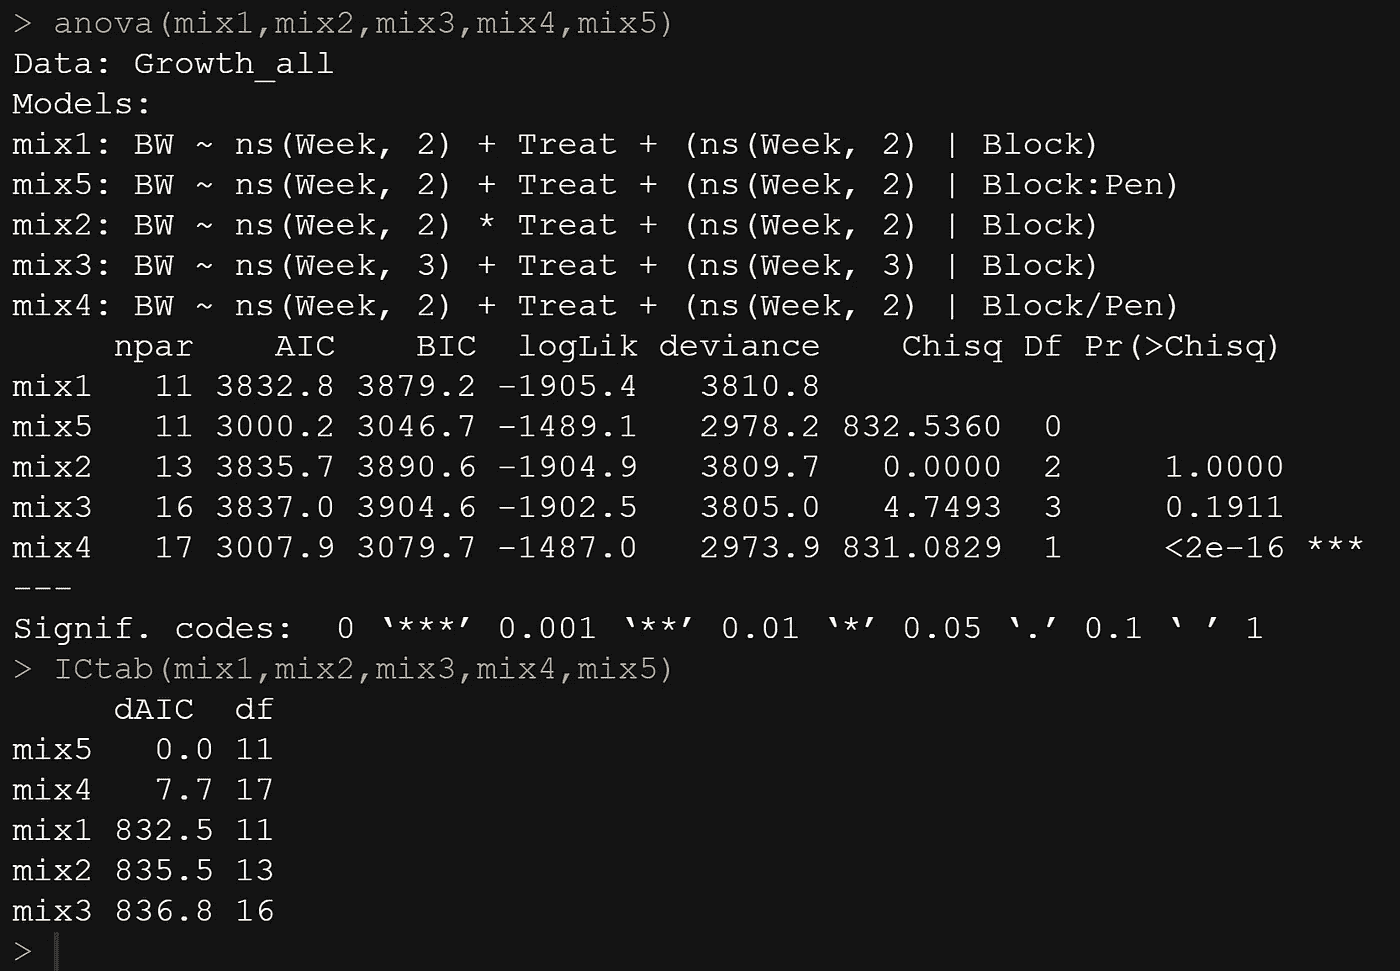 > anova(mix1,mix2,mix3,mix4,mix5)
Data: Growth_all
Models:
mix1: BW ~ ns(Week, 2) + Treat + (ns(Week, 2) | Block)
mix5: BW ~ ns(Week, 2) + Treat + (ns(Week, 2) | Block:Pen)
mix2: BW ~ ns(Week, 2) * Treat + (ns(Week, 2) | Block)
mix3: BW ~ ns(Week, 3) + Treat + (ns(Week, 3) | Block)
mix4: BW ~ ns(Week, 2) + Treat + (ns(Week, 2) | Block/Pen)
     npar    AIC    BIC  logLik deviance    Chisq Df Pr(>Chisq)
mix1   11 3832.8 3879.2 -1905.4   3810.8
mix5   11 3000.2 3046.7 -1489.1   2978.2 832.5360  0
mix2   13 3835.7 3890.6 -1904.9   3809.7   0.0000  2     1.0000
mix3   16 3837.0 3904.6 -1902.5   3805.0   4.7493  3     0.1911
mix4   17 3007.9 3079.7 -1487.0   2973.9 831.0829  1     <2e-16 ***
---
Signif. codes:  0 ‘***’ 0.001 ‘**’ 0.01 ‘*’ 0.05 ‘.’ 0.1 ‘ ’ 1
> ICtab(mix1,mix2,mix3,mix4,mix5)
     dAIC  df
mix5   0.0 11
mix4   7.7 17
mix1 832.5 11
mix2 835.5 13
mix3 836.8 16
>